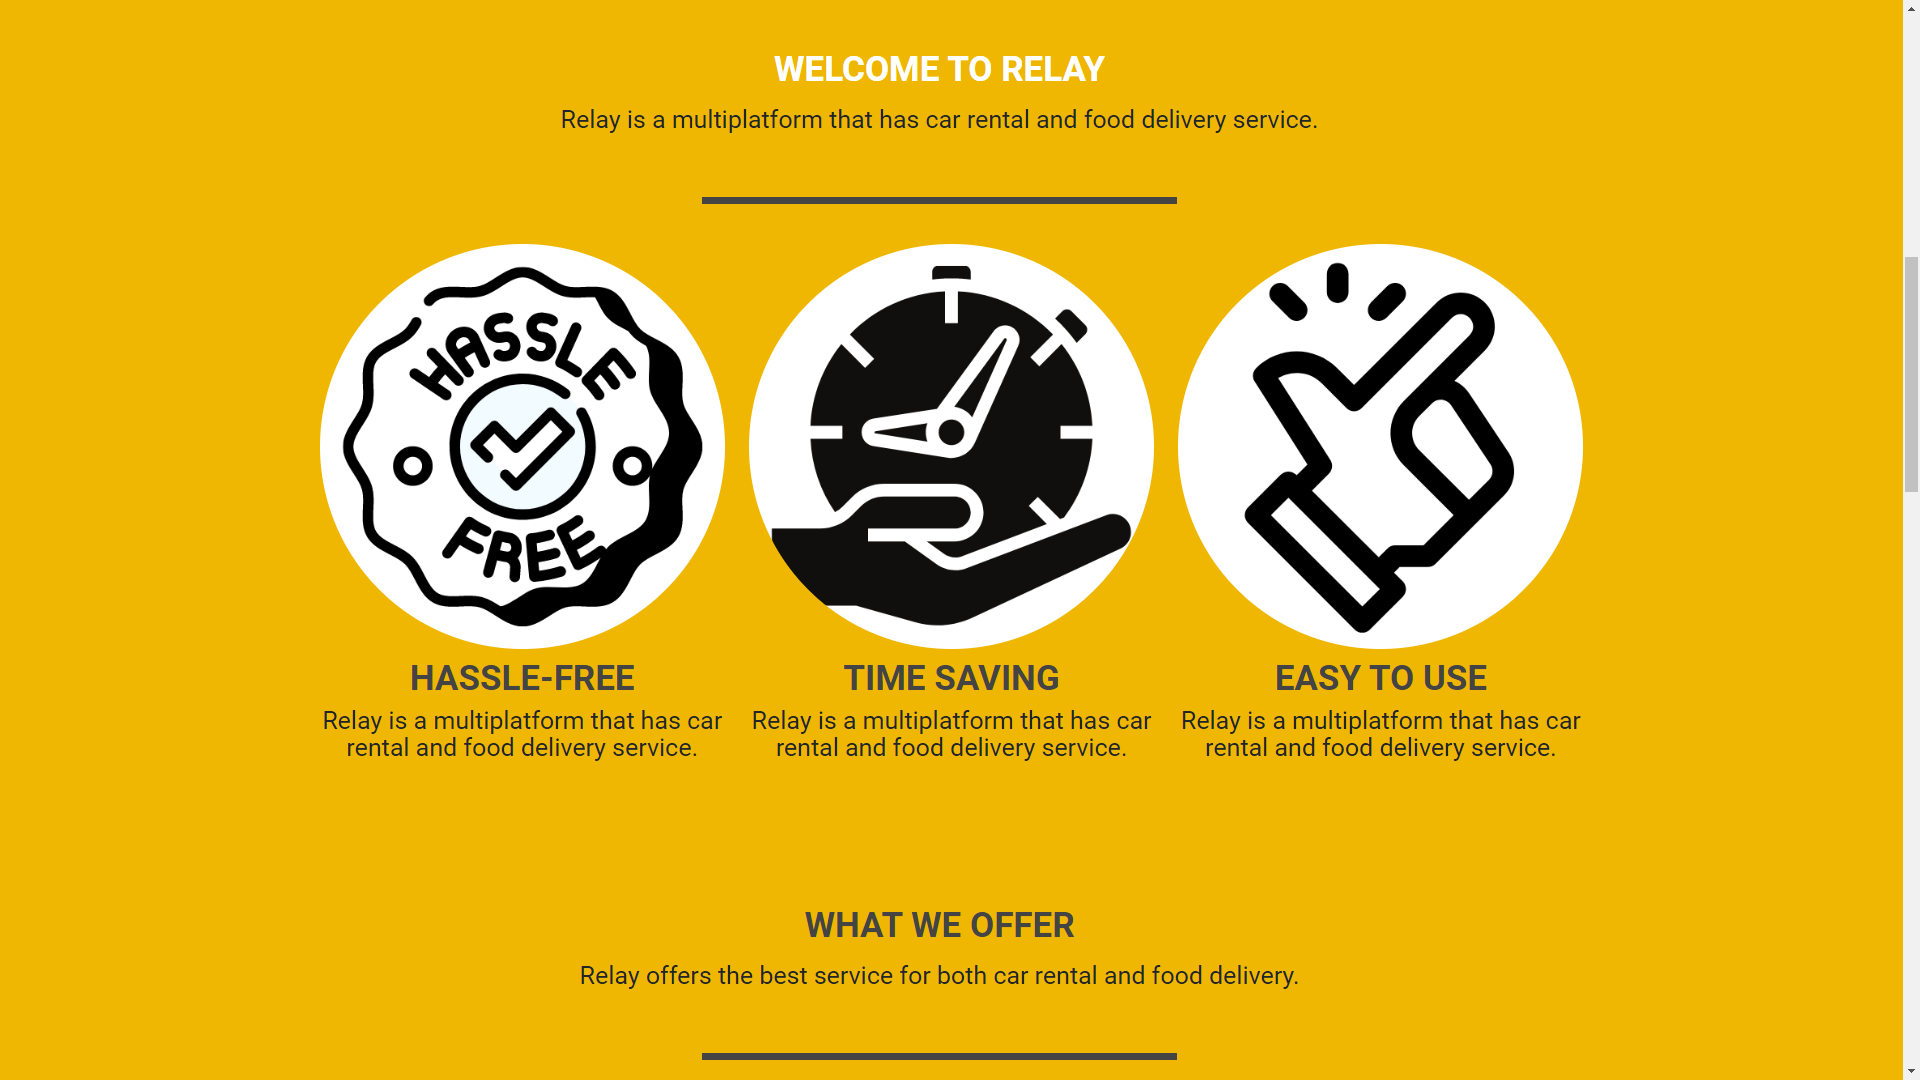 WELCOME TO RELAY
Relay is a multiplatform that has car rental and food delivery service.
HASSLE
FREE
HASSLE-FREE
Relay is a multiplatform that has car
rental and food delivery service.
TIME SAVING
Relay is a multiplatform that has car
rental and food delivery service.
EASY TO USE
Relay is a multiplatform that has car
rental and food delivery service.
WHAT WE OFFER
Relay offers the best service for both car rental and food delivery.